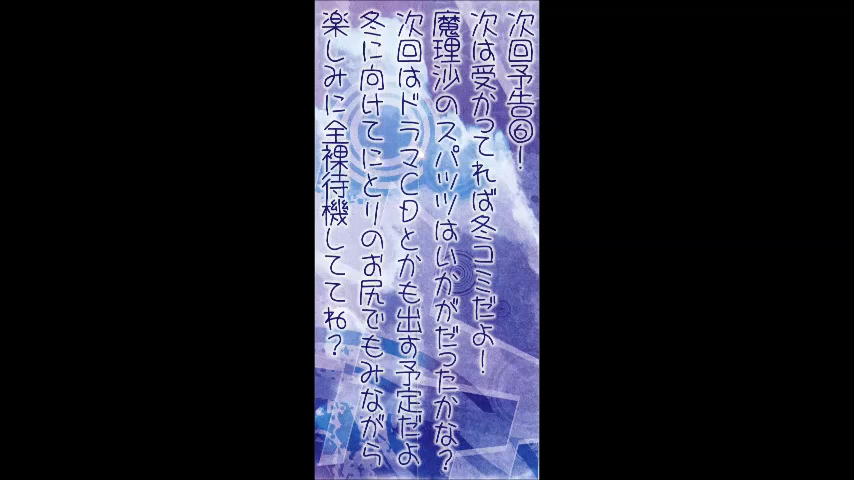 次回予告⑥！
次は受かってれば冬コミだよ！
魔理沙のスパッツはいかがだったかな？
次回はドラマCDとかも出す予定だよ
冬に向けてにとりのお尻でもみながら
楽しみに全裸待機しててね？